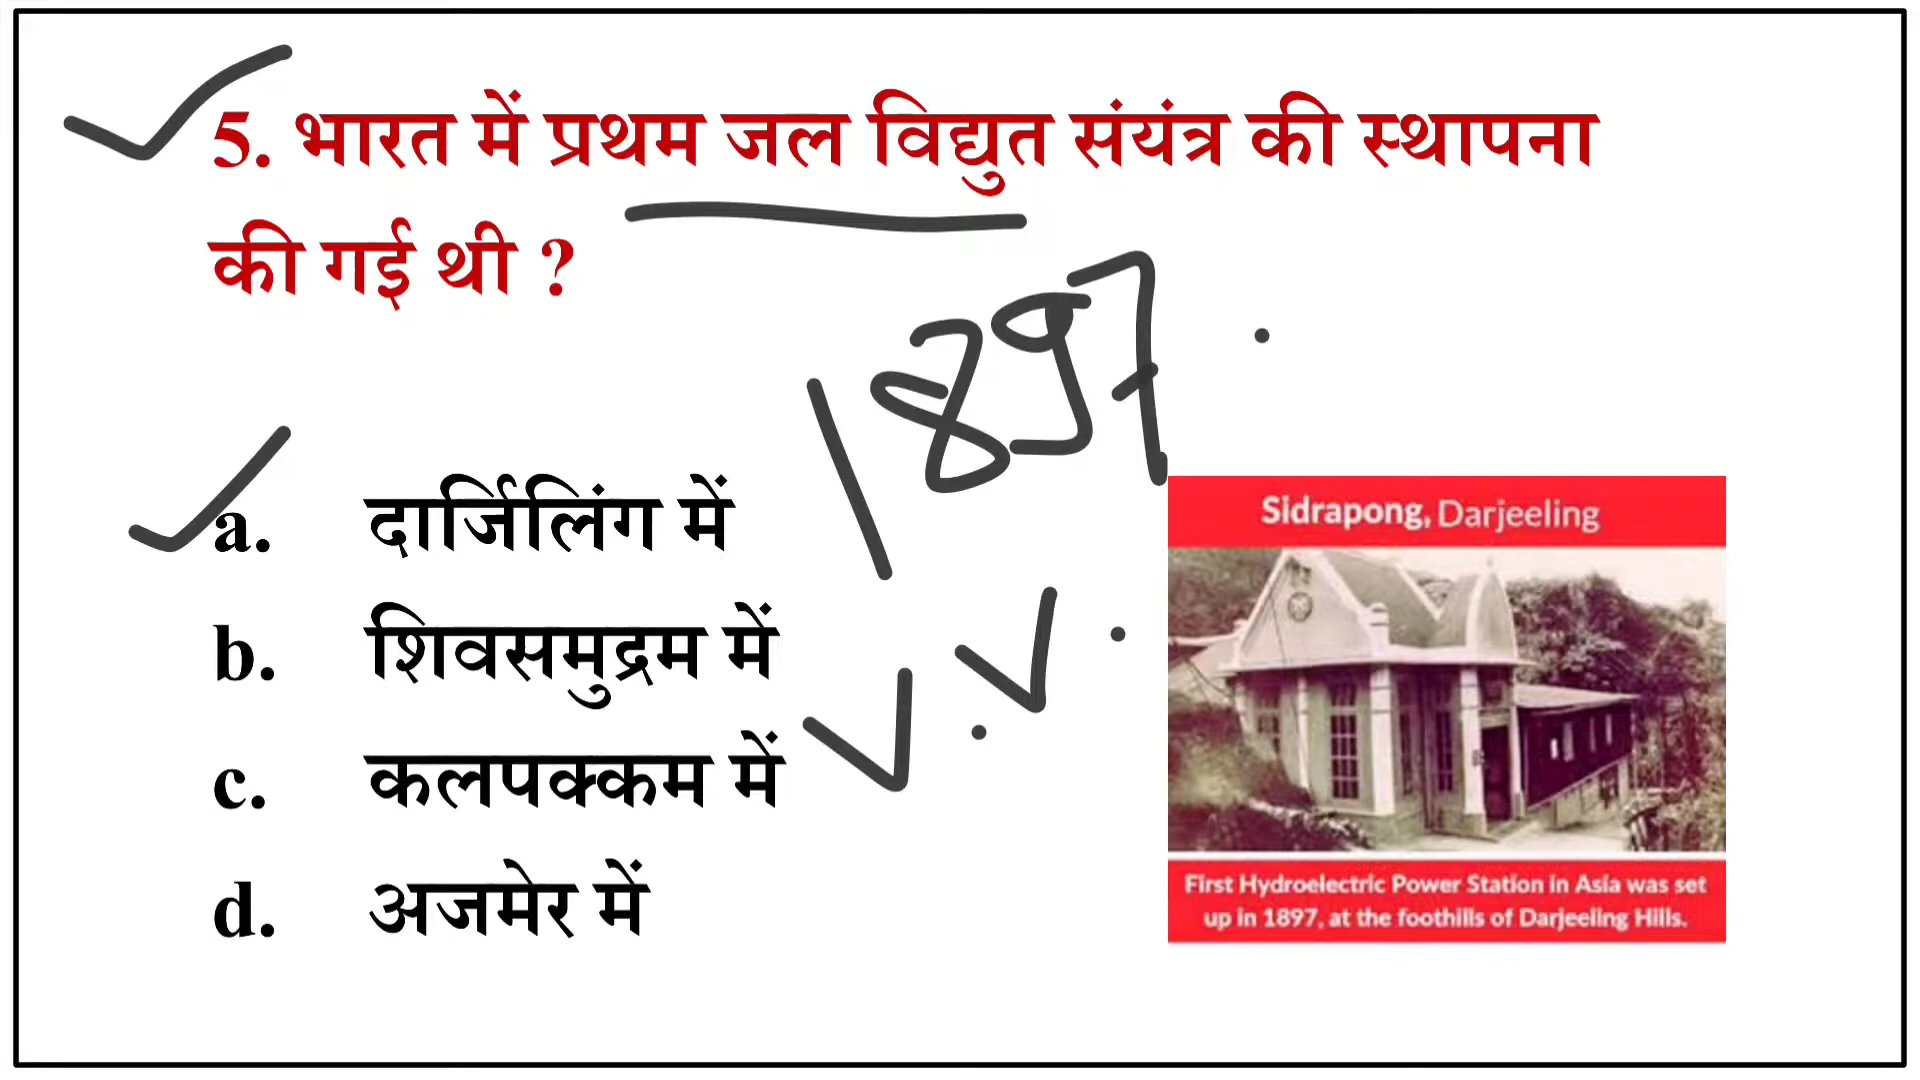 5. भारत में प्रथम जल विद्युत संयंत्र की स्थापना
की गई थी ?
1897.
a. दार्जिलिंग में
b. शिवसमुद्रम में
c. कलपक्कम में
d. अजमेर में
V.V.
Sidrapong, Darjeeling
First Hydroelectric Power Station in Asia was set
up in 1897, at the foothills of Darjeeling Hills.